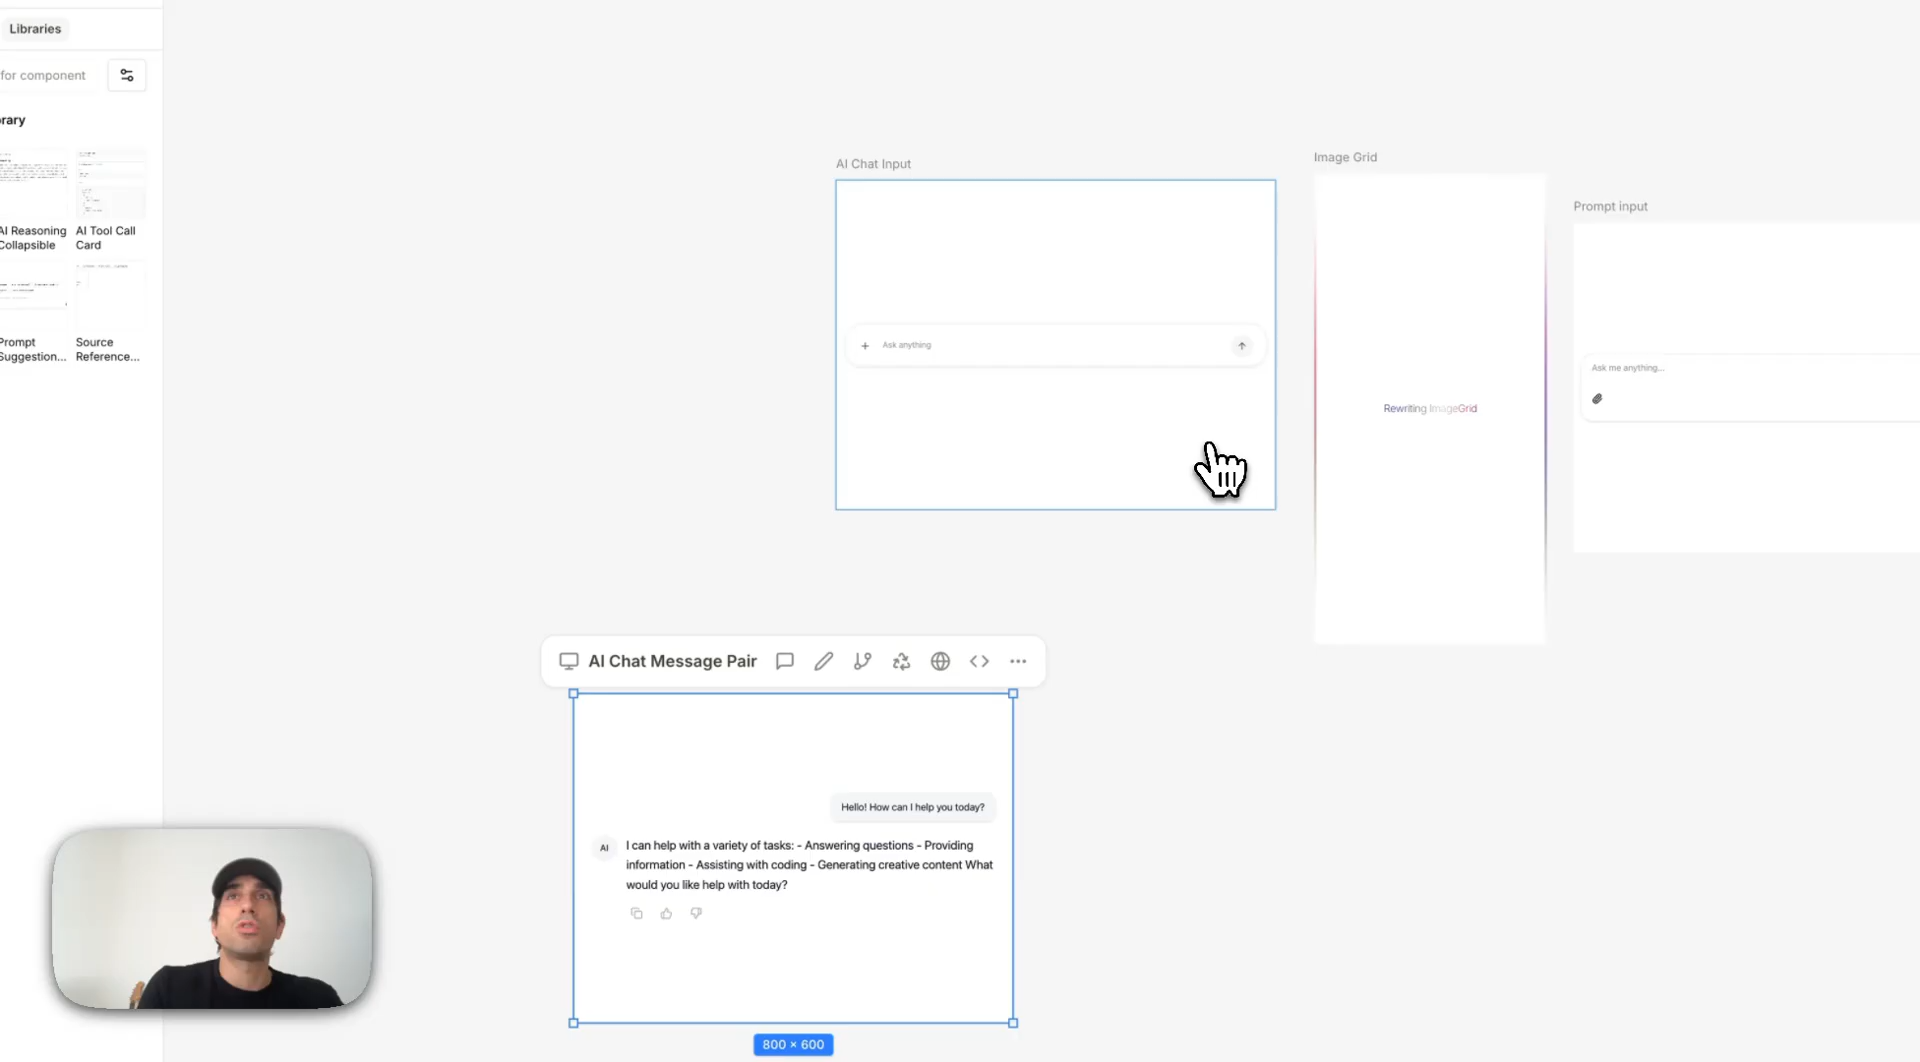 Libraries
for component
rary
AI Reasoning
Collapsible
AI Tool Call
Card
Prompt
Suggestion...
Source
Reference...
AI Chat Input
Ask anything
Image Grid
Rewriting ImageGrid
Prompt input
Ask me anything...
AI Chat Message Pair
Hello! How can I help you today?
AI
I can help with a variety of tasks: - Answering questions - Providing
information - Assisting with coding - Generating creative content What
would you like help with today?
800 × 600